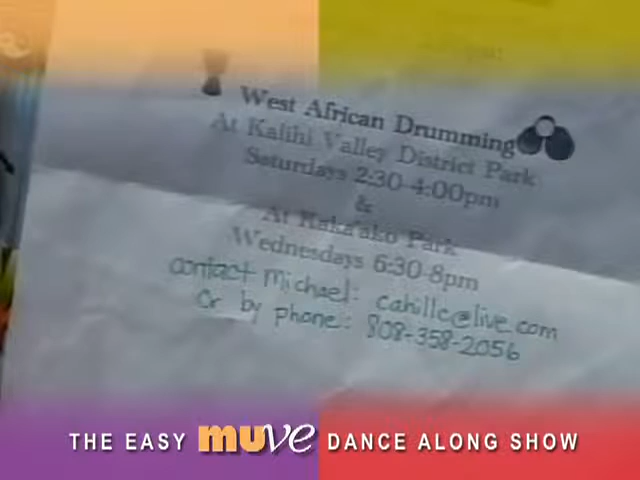 West African Drumming
At Kalihi Valley District Park
Saturdays 2:30-4:00pm
&
At Kaka'ako Park
Wednesdays 6:30-8pm
contact Michael: cahillc@live.com
Or by phone: 808-358-2056
THE EASY muve DANCE ALONG SHOW